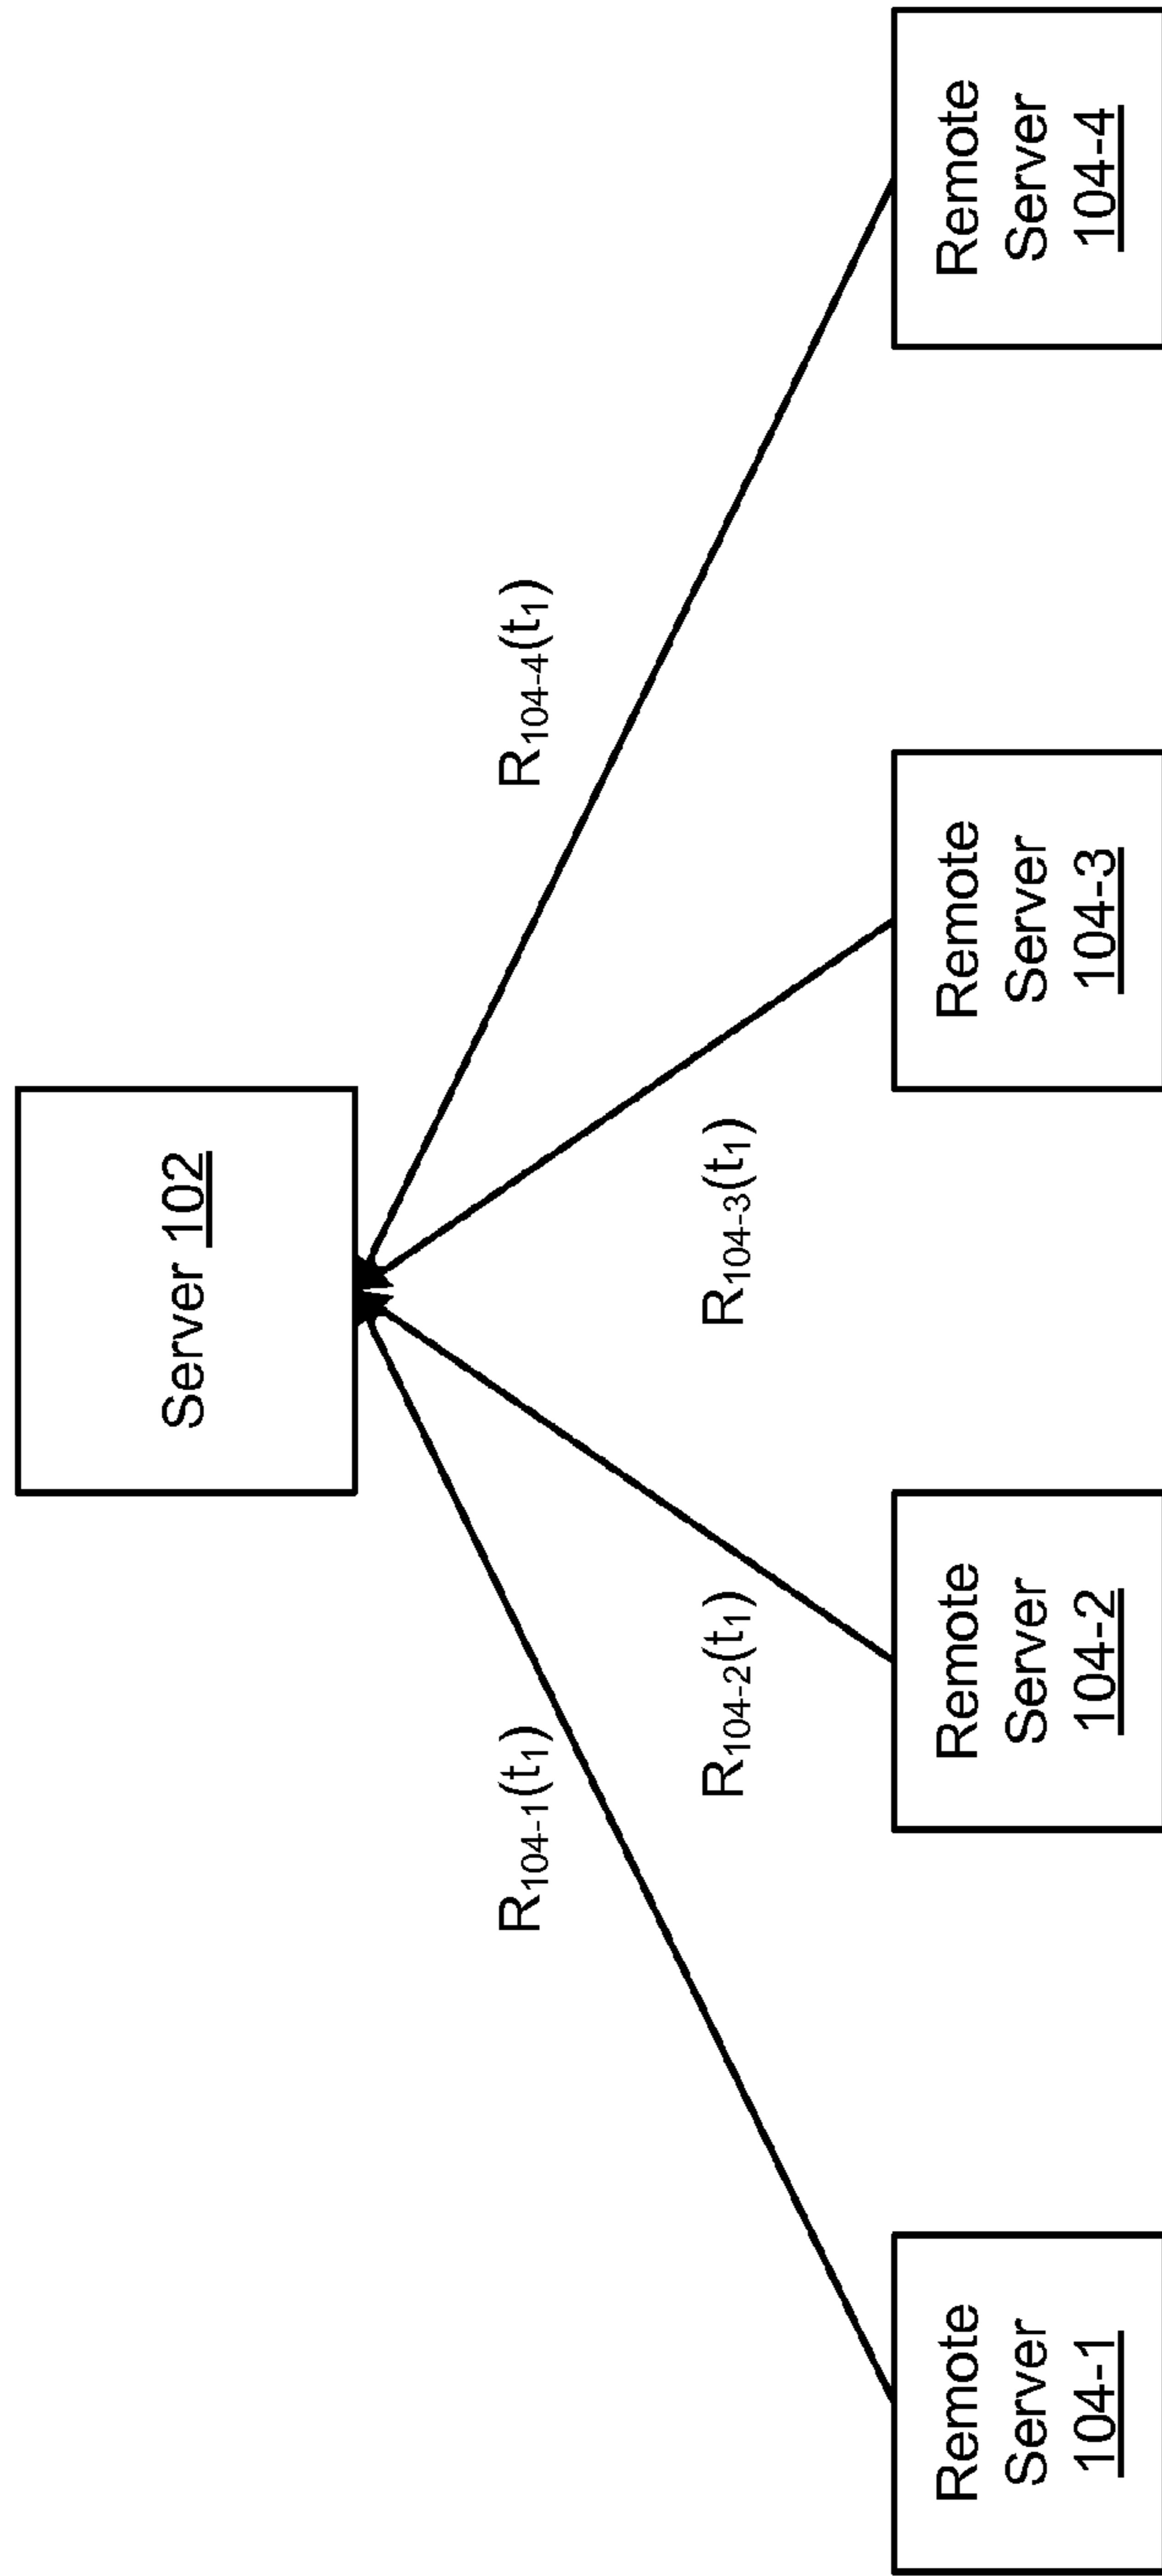 Server 102
R104-1(t1)
R104-4(t1)
R104-2(t1)
R104-3(t1)
Remote
Server
104-1
Remote
Server
104-2
Remote
Server
104-3
Remote
Server
104-4